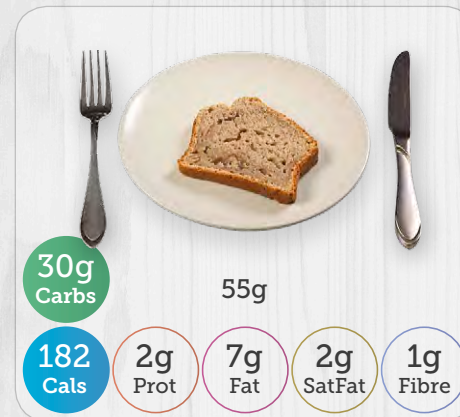 30g
Carbs
55g
182
Cals
2g
Prot
7g
Fat
2g
SatFat
1g
Fibre